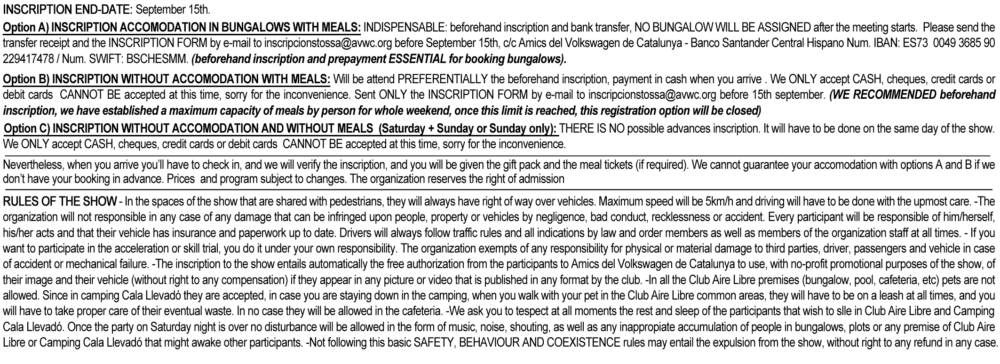 INSCRIPTION END-DATE: September 15th.
Option A) INSCRIPTION ACCOMODATION IN BUNGALOWS WITH MEALS: INDISPENSABLE: beforehand inscription and bank transfer, NO BUNGALOW WILL BE ASSIGNED after the meeting starts. Please send the
transfer receipt and the INSCRIPTION FORM by e-mail to inscripcionstossa@avwc.org before September 15th, c/c Amics del Volkswagen de Catalunya - Banco Santander Central Hispano Num. IBAN: ES73 0049 3685 90
229417478 / Num. SWIFT: BSCHESMM. (beforehand inscription and prepayment ESSENTIAL for booking bungalows).
Option B) INSCRIPTION WITHOUT ACCOMODATION WITH MEALS: Will be attend PREFERENTIALLY the beforehand inscription, payment in cash when you arrive . We ONLY accept CASH, cheques, credit cards or
debit cards CANNOT BE accepted at this time, sorry for the inconvenience. Sent ONLY the INSCRIPTION FORM by e-mail to inscripcionstossa@avwc.org before 15th september. (WE RECOMMENDED beforehand
inscription, we have established a maximum capacity of meals by person for whole weekend, once this limit is reached, this registration option will be closed)
Option C) INSCRIPTION WITHOUT ACCOMODATION AND WITHOUT MEALS (Saturday + Sunday or Sunday only): THERE IS NO possible advances inscription. It will have to be done on the same day of the show.
We ONLY accept CASH, cheques, credit cards or debit cards CANNOT BE accepted at this time, sorry for the inconvenience.
Nevertheless, when you arrive you'll have to check in, and we will verify the inscription, and you will be given the gift pack and the meal tickets (if required). We cannot guarantee your accomodation with options A and B if we
don't have your booking in advance. Prices and program subject to changes. The organization reserves the right of admission
RULES OF THE SHOW - In the spaces of the show that are shared with pedestrians, they will always have right of way over vehicles. Maximum speed will be 5km/h and driving will have to be done with the upmost care. -The
organization will not responsible in any case of any damage that can be infringed upon people, property or vehicles by negligence, bad conduct, recklessness or accident. Every participant will be responsible of him/herself,
his/her acts and that their vehicle has insurance and paperwork up to date. Drivers will always follow traffic rules and all indications by law and order members as well as members of the organization staff at all times. - If you
want to participate in the acceleration or skill trial, you do it under your own responsibility. The organization exempts of any responsibility for physical or material damage to third parties, driver, passengers and vehicle in case
of accident or mechanical failure. -The inscription to the show entails automatically the free authorization from the participants to Amics del Volkswagen de Catalunya to use, with no-profit promotional purposes of the show, of
their image and their vehicle (without right to any compensation) if they appear in any picture or video that is published in any format by the club. -In all the Club Aire Libre premises (bungalow, pool, cafeteria, etc) pets are not
allowed. Since in camping Cala Llevadó they are accepted, in case you are staying down in the camping, when you walk with your pet in the Club Aire Libre common areas, they will have to be on a leash at all times, and you
will have to take proper care of their eventual waste. In no case they will be allowed in the cafeteria. -We ask you to tespect at all moments the rest and sleep of the participants that wish to slle in Club Aire Libre and Camping
Cala Llevadó. Once the party on Saturday night is over no disturbance will be allowed in the form of music, noise, shouting, as well as any inappropiate accumulation of people in bungalows, plots or any premise of Club Aire
Libre or Camping Cala Llevadó that might awake other participants. -Not following this basic SAFETY, BEHAVIOUR AND COEXISTENCE rules may entail the expulsion from the show, without right to any refund in any case.